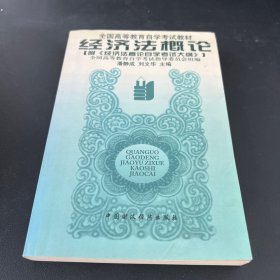 全国高等教育自学考试教材
经济法概论
【附《经济法概论自学考试大纲》】
全国高等教育自学考试指导委员会组编
潘静成 刘文华 主编
QUANGUO
GAODENG
JIAOYU ZIXUE
KAOSHI
JIAOCAI
中国财政经济出版社